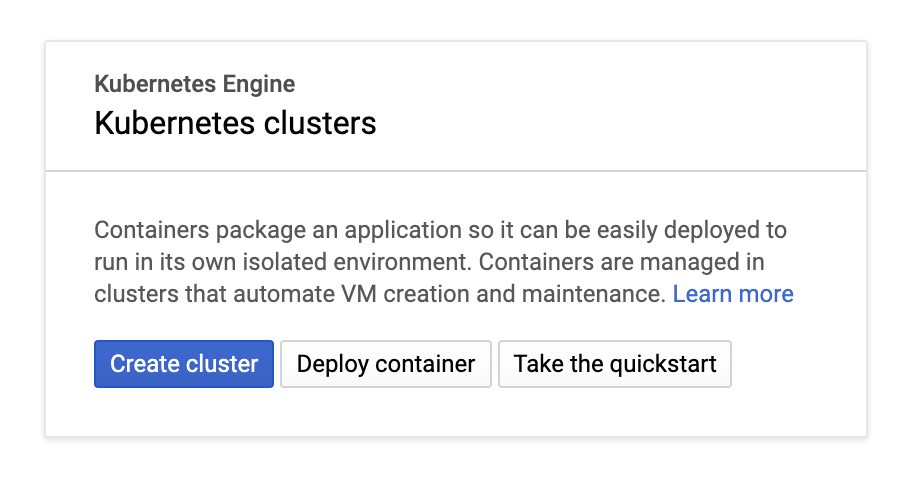 Kubernetes Engine
Kubernetes clusters
Containers package an application so it can be easily deployed to
run in its own isolated environment. Containers are managed in
clusters that automate VM creation and maintenance. Learn more
Create cluster Deploy container Take the quickstart